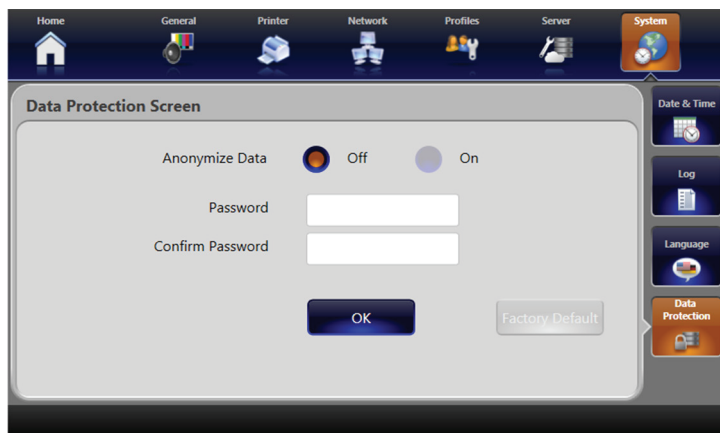 Home General Printer Network Profiles Server System
Data Protection Screen
Date & Time
Anonymize Data Off On
Log
Password
Confirm Password
Language
Data
Protection
OK Factory Default